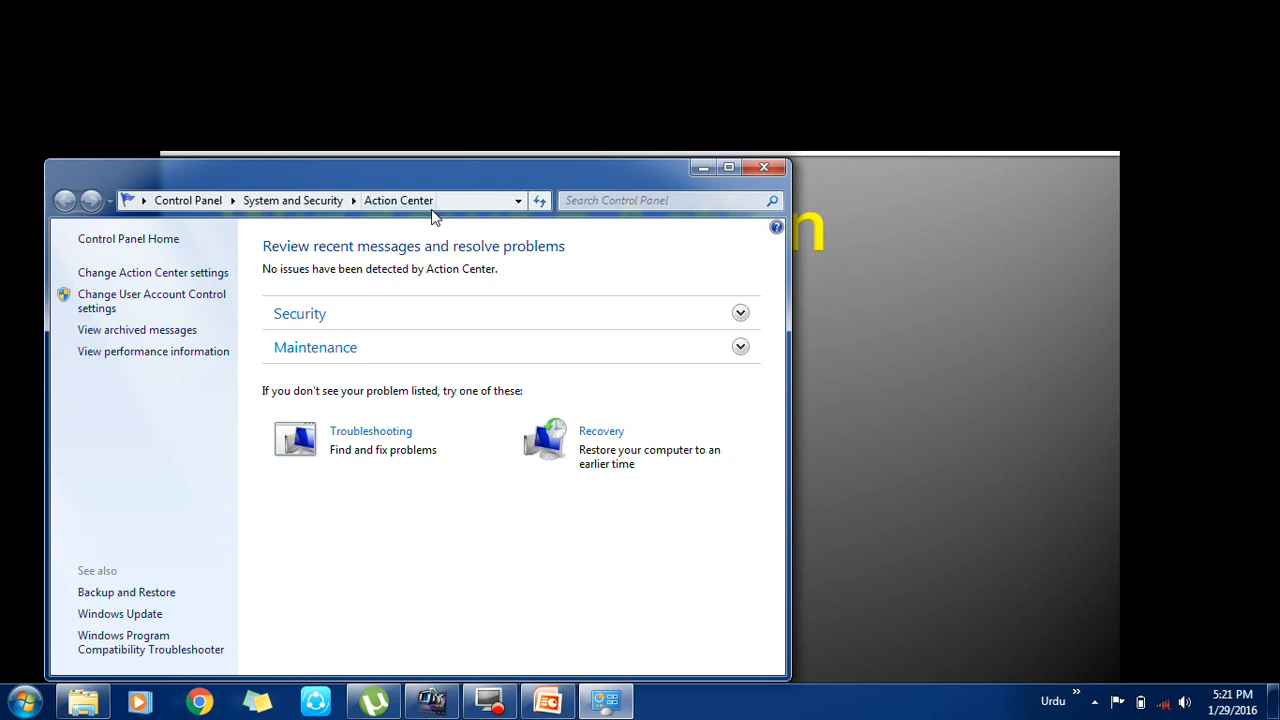 Control Panel
System and Security
Action Center
Search Control Panel
n
Control Panel Home
Change Action Center settings
Change User Account Control
settings
View archived messages
View performance information
See also
Backup and Restore
Windows Update
Windows Program
Compatibility Troubleshooter
Review recent messages and resolve problems
No issues have been detected by Action Center.
Security
Maintenance
If you don't see your problem listed, try one of these:
Troubleshooting
Find and fix problems
Recovery
Restore your computer to an
earlier time
Urdu
5:21 PM
1/29/2016